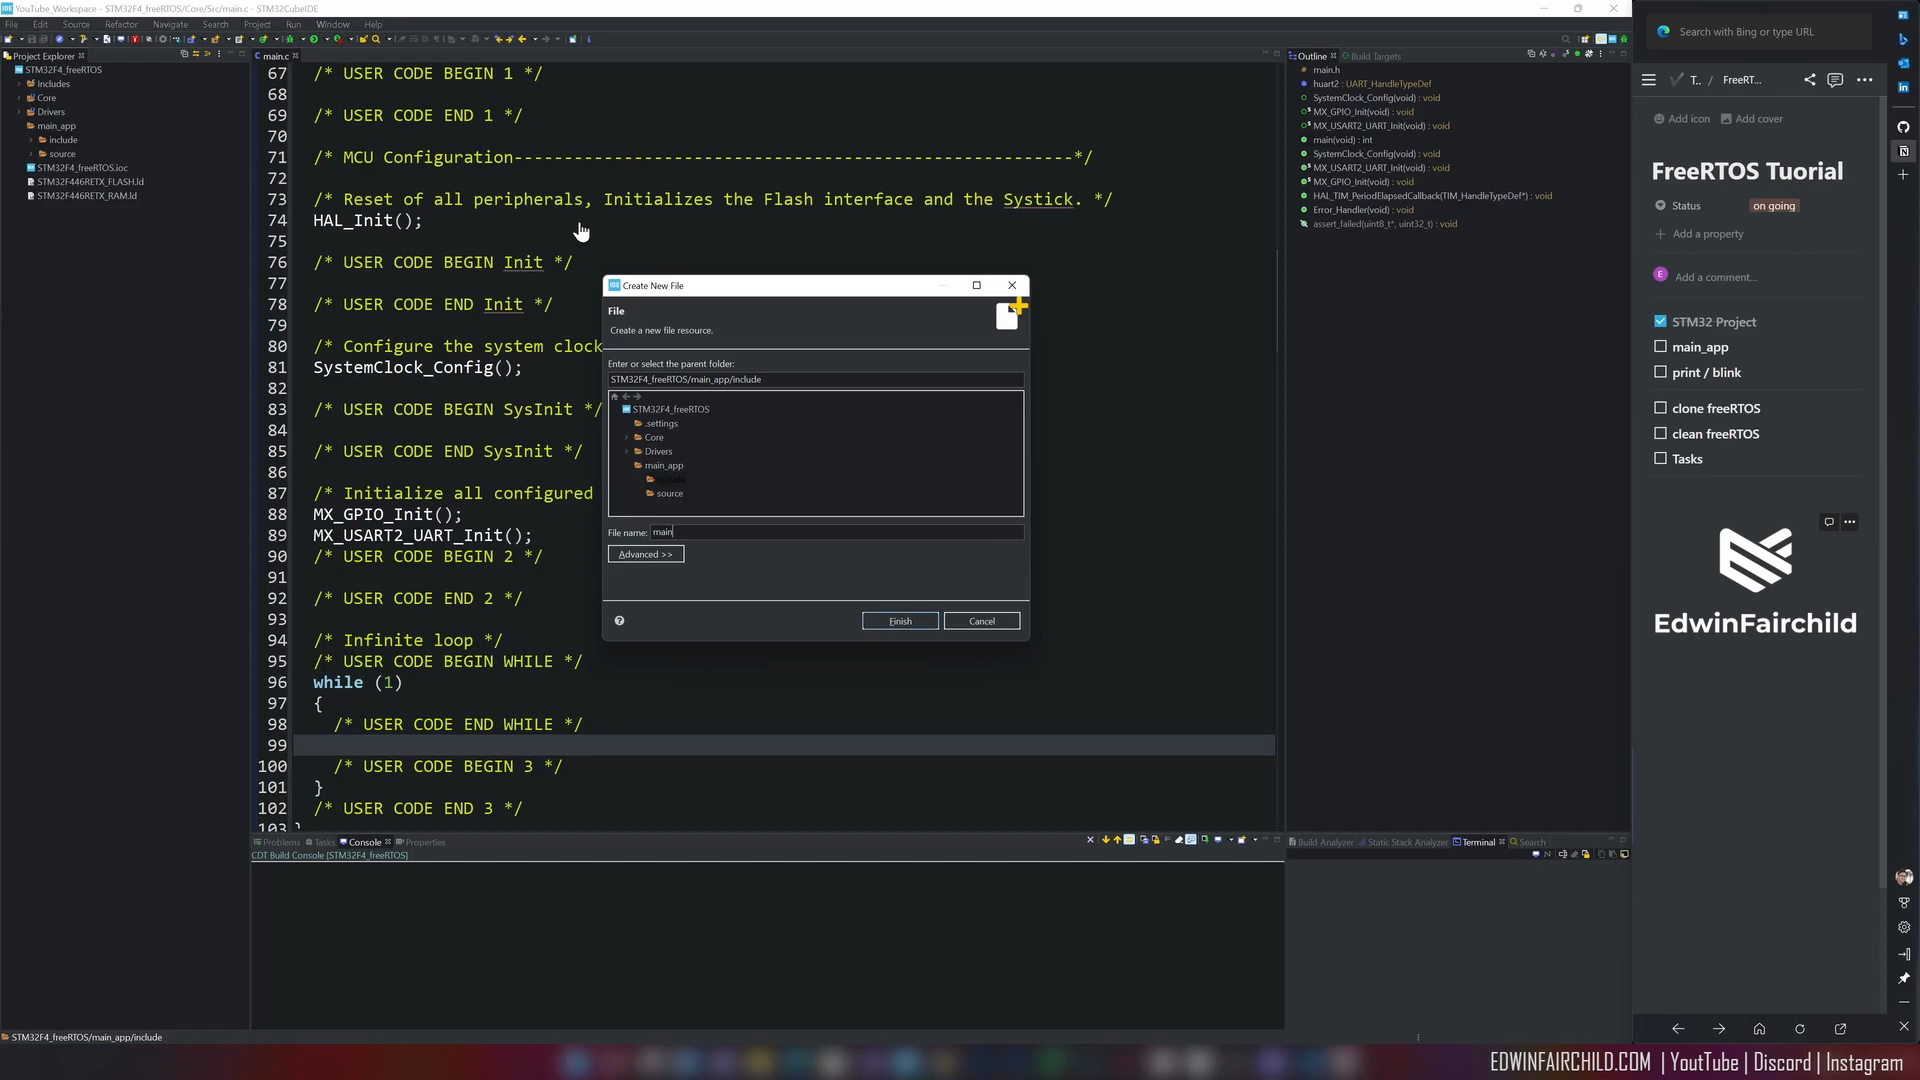 YouTube_Workspace - STM32F4_freeRTOS/Core/Src/main.c - STM32CubeIDE
File Edit Source Refactor Navigate Search Project Run Window Help
Project Explorer
STM32F4_freeRTOS
Includes
Core
Drivers
main_app
include
source
STM32F4_freeRTOS.ioc
STM32F446RETX_FLASH.ld
STM32F446RETX_RAM.ld
main.c
67 /* USER CODE BEGIN 1 */
68
69 /* USER CODE END 1 */
70
71 /* MCU Configuration--------------------------------------------------------*/
72
73 /* Reset of all peripherals, Initializes the Flash interface and the Systick. */
74 HAL_Init();
75
76 /* USER CODE BEGIN Init */
77
78 /* USER CODE END Init */
79
80 /* Configure the system clock
81 SystemClock_Config();
82
83 /* USER CODE BEGIN SysInit */
84
85 /* USER CODE END SysInit */
86
87 /* Initialize all configured
88 MX_GPIO_Init();
89 MX_USART2_UART_Init();
90 /* USER CODE BEGIN 2 */
91
92 /* USER CODE END 2 */
93
94 /* Infinite loop */
95 /* USER CODE BEGIN WHILE */
96 while (1)
97 {
98 /* USER CODE END WHILE */
99
100 /* USER CODE BEGIN 3 */
101 }
102 /* USER CODE END 3 */
103 }
IDE Create New File
File
Create a new file resource.
Enter or select the parent folder:
STM32F4_freeRTOS/main_app/include
STM32F4_freeRTOS
.settings
Core
Drivers
main_app
include
source
File name: main
Advanced >>
Finish Cancel
Outline Build Targets
main.h
huart2 : UART_HandleTypeDef
SystemClock_Config(void) : void
MX_GPIO_Init(void) : void
MX_USART2_UART_Init(void) : void
main(void) : int
SystemClock_Config(void) : void
MX_USART2_UART_Init(void) : void
MX_GPIO_Init(void) : void
HAL_TIM_PeriodElapsedCallback(TIM_HandleTypeDef*) : void
Error_Handler(void) : void
assert_failed(uint8_t*, uint32_t) : void
Problems Tasks Console Properties
CDT Build Console [STM32F4_freeRTOS]
Build Analyzer Static Stack Analyzer Terminal Search
STM32F4_freeRTOS/main_app/include
Search with Bing or type URL
T.. / FreeRT...
Add icon Add cover
FreeRTOS Tuorial
Status on going
Add a property
E Add a comment...
STM32 Project
main_app
print / blink
clone freeRTOS
clean freeRTOS
Tasks
EdwinFairchild
EDWINFAIRCHILD.COM | YouTube | Discord | Instagram